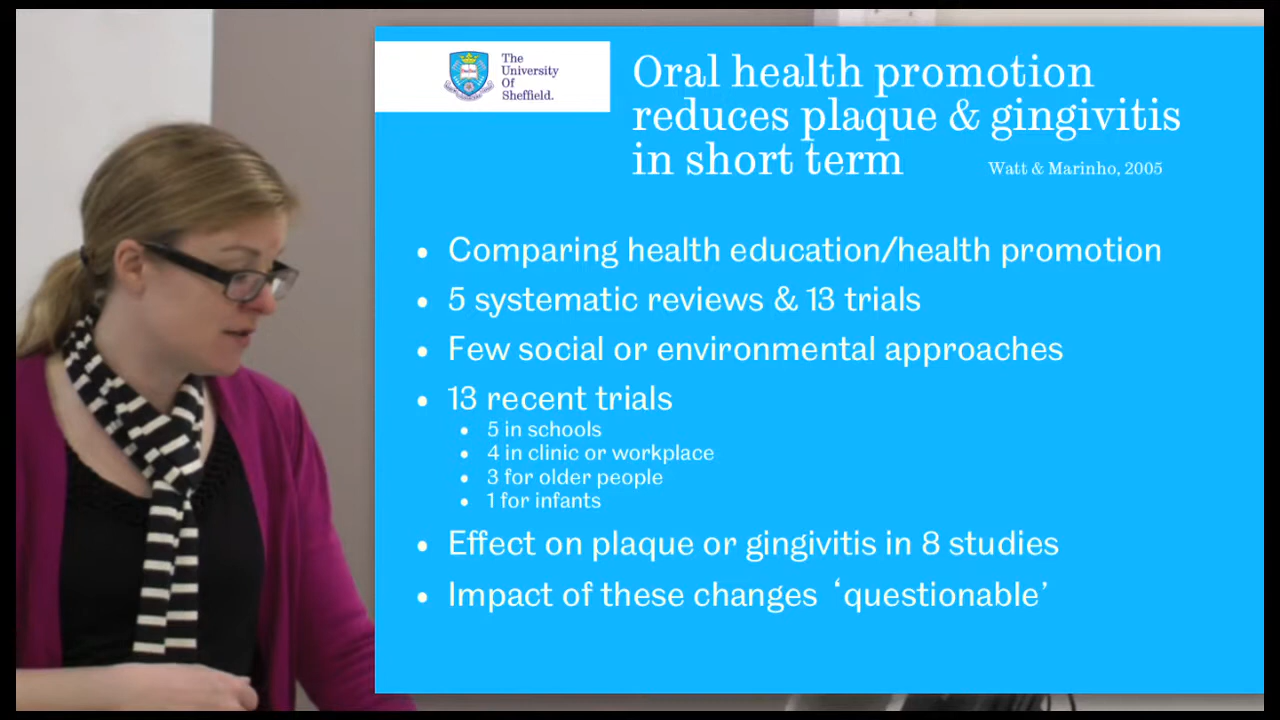 The
University
Of
Sheffield.
Oral health promotion
reduces plaque & gingivitis
in short term
Watt & Marinho, 2005
• Comparing health education/health promotion
• 5 systematic reviews & 13 trials
• Few social or environmental approaches
• 13 recent trials
• 5 in schools
• 4 in clinic or workplace
• 3 for older people
• 1 for infants
• Effect on plaque or gingivitis in 8 studies
• Impact of these changes ‘questionable’